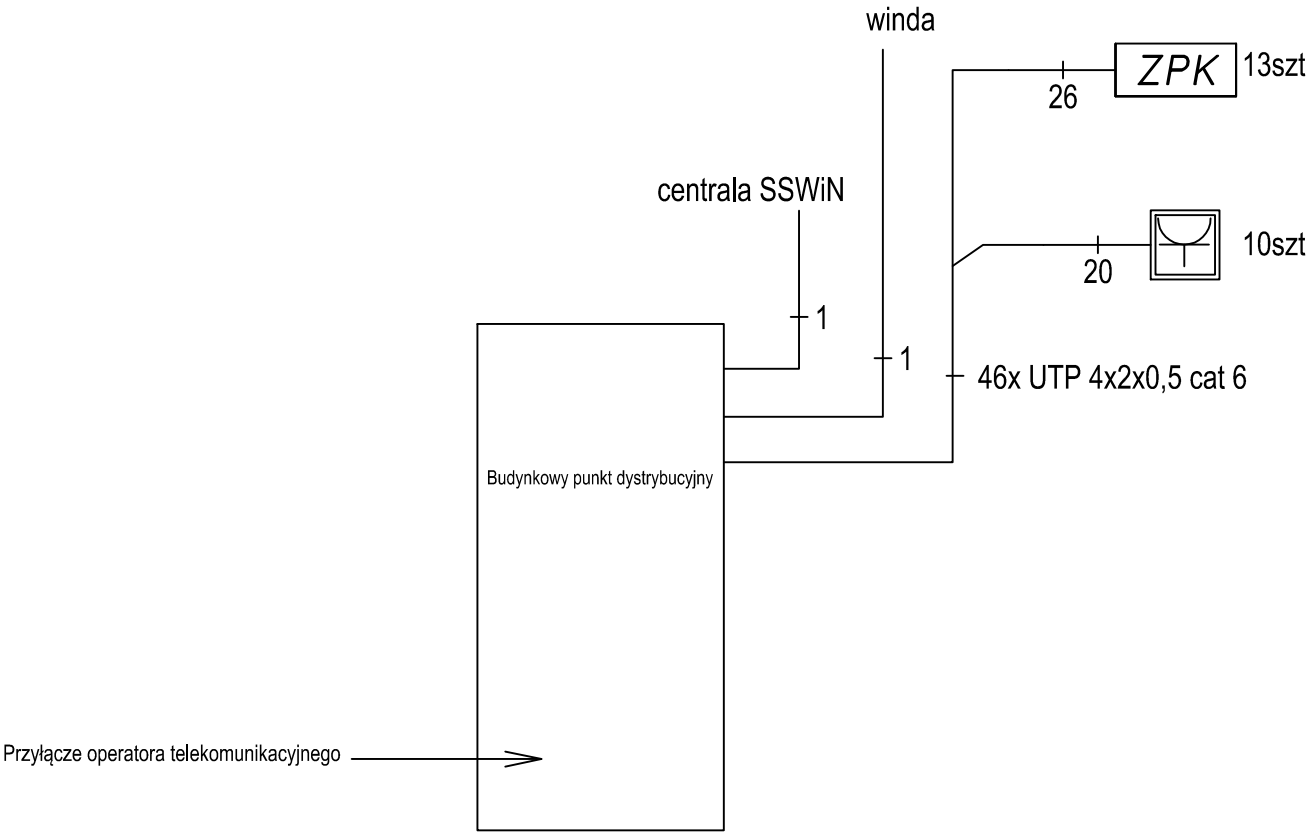 winda
ZPK 13szt
26
centrala SSWiN
10szt
20
1
1
46x UTP 4x2x0,5 cat 6
Budynkowy punkt dystrybucyjny
Przyłącze operatora telekomunikacyjnego